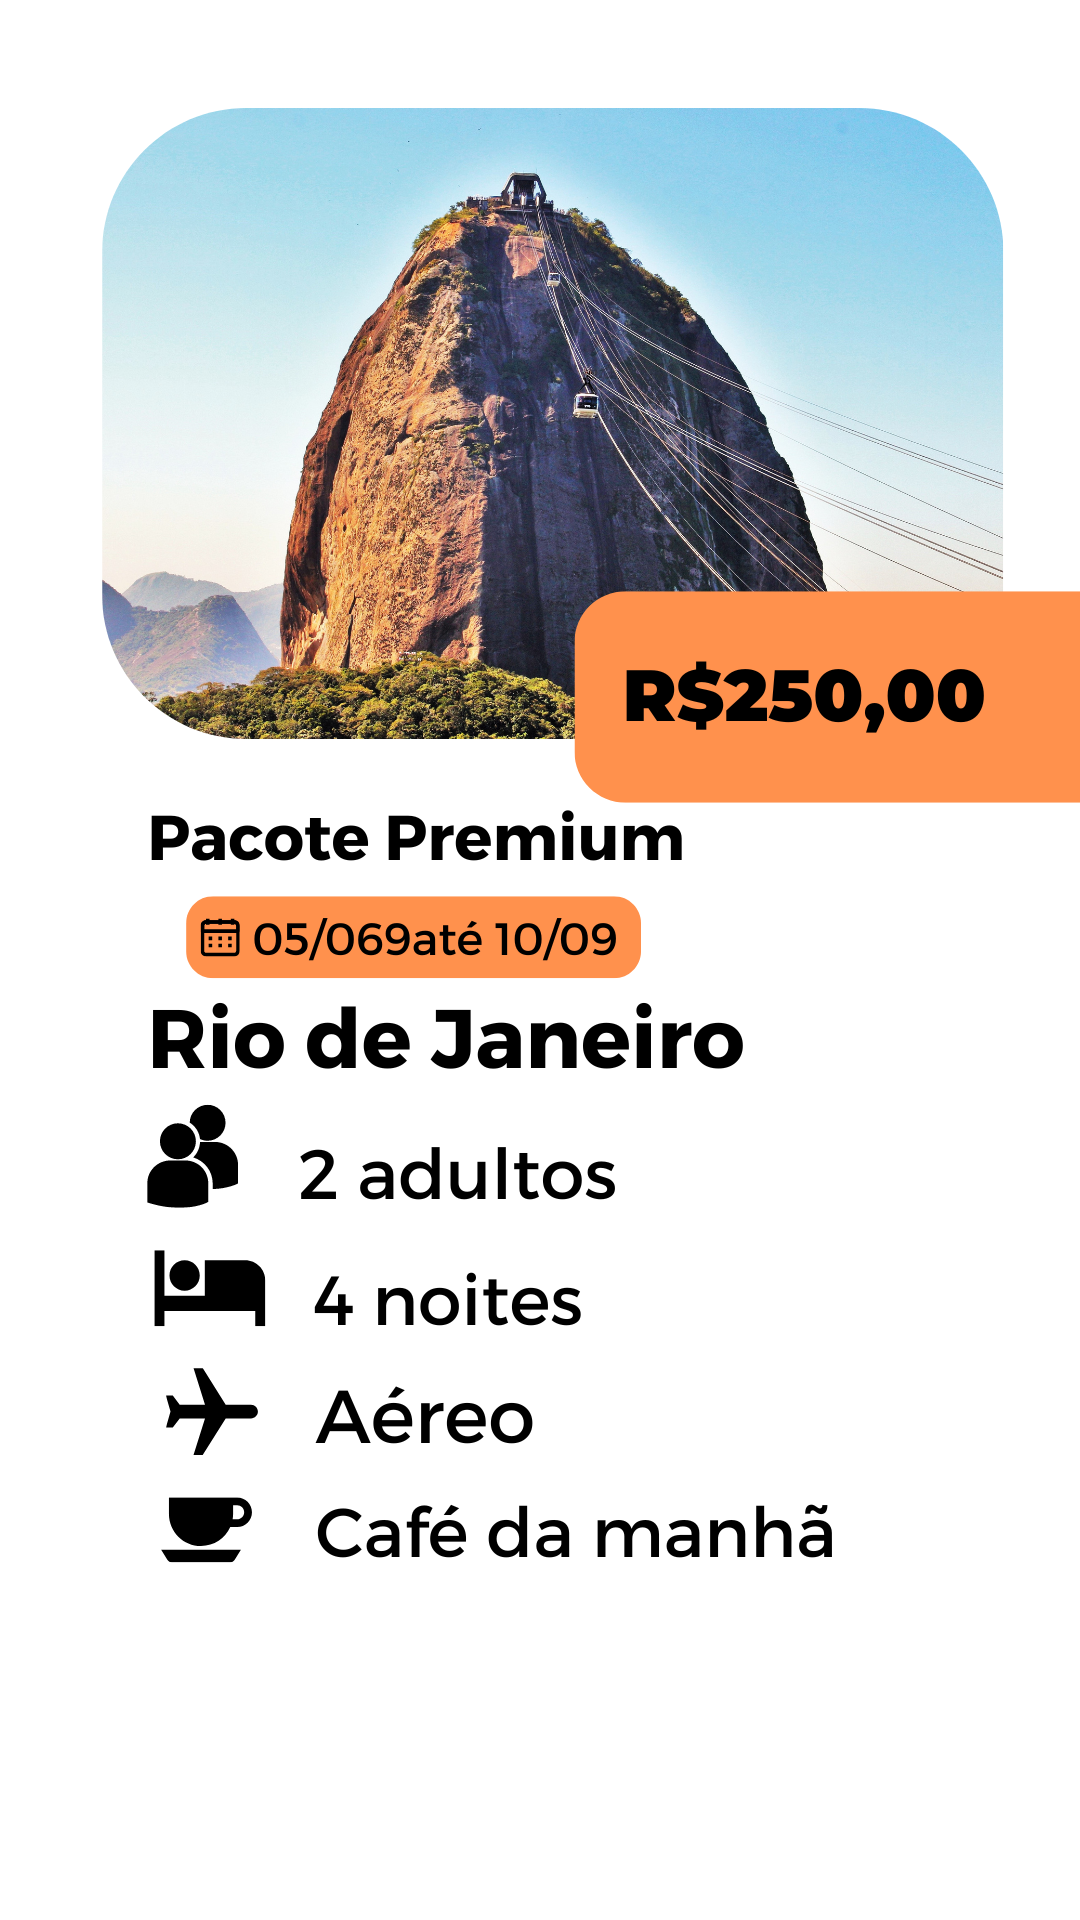 R$250,00
Pacote Premium
05/069até 10/09
Rio de Janeiro
2 adultos
4 noites
Aéreo
Café da manhã